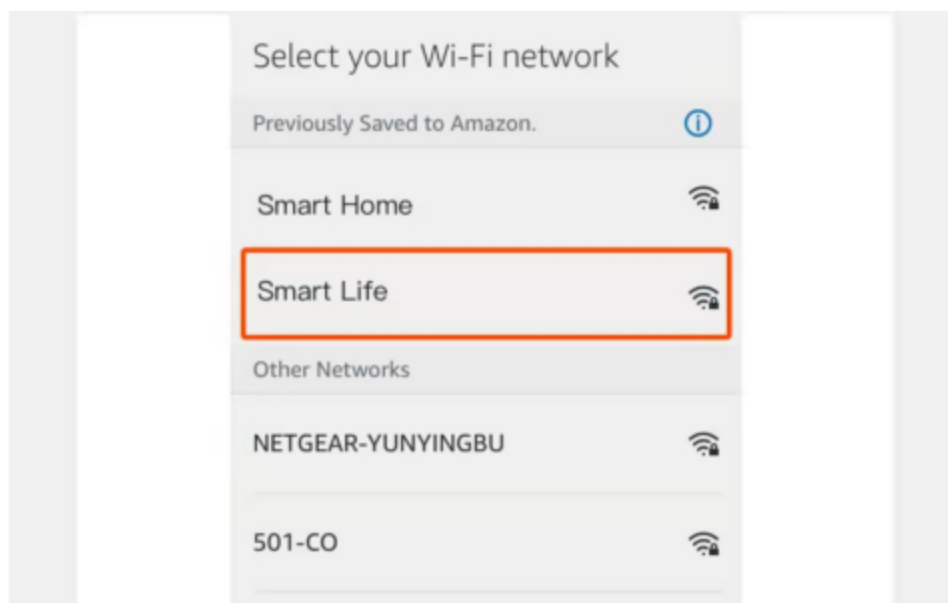 Select your Wi-Fi network
Previously Saved to Amazon.
Smart Home
Smart Life
Other Networks
NETGEAR-YUNYINGBU
501-CO